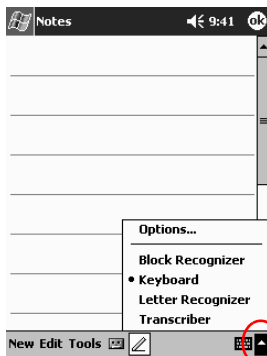 Notes 9:41 ok
Options...
Block Recognizer
Keyboard
Letter Recognizer
Transcriber
New Edit Tools